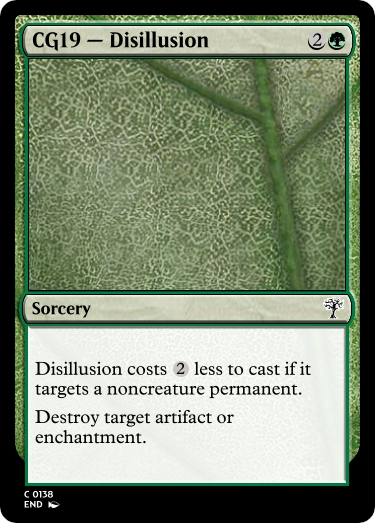 CG19 — Disillusion 2
Sorcery
Disillusion costs 2 less to cast if it
targets a noncreature permanent.
Destroy target artifact or
enchantment.
C 0138
END